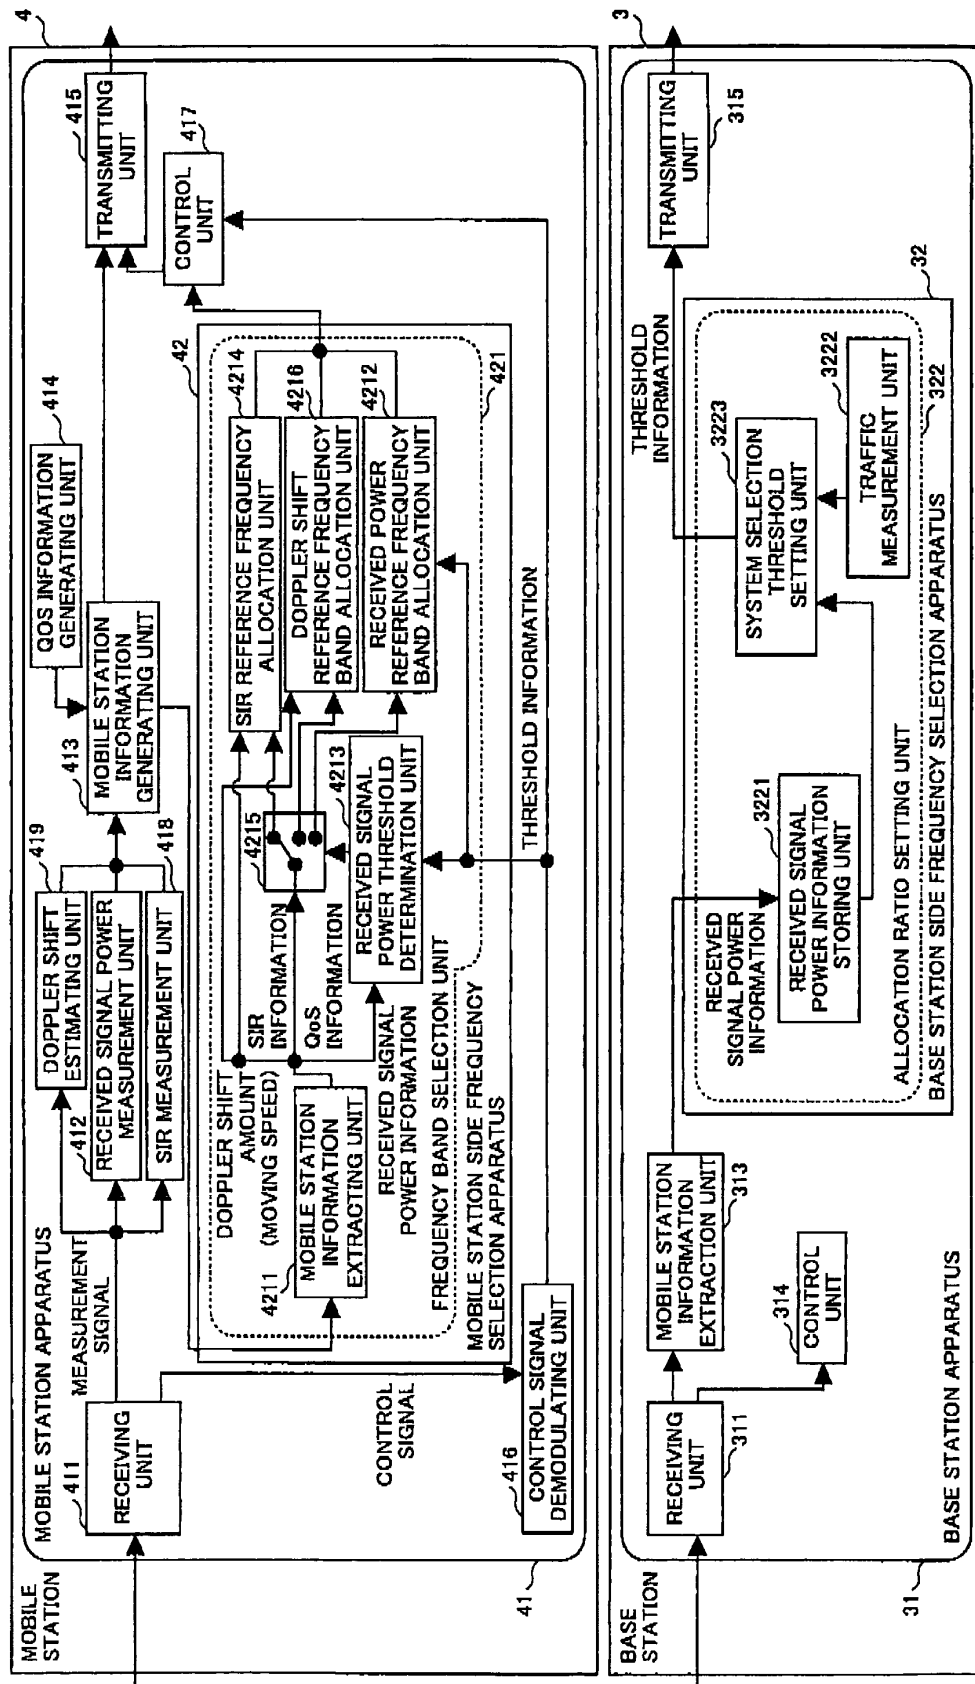 MOBILE
STATION
MOBILE STATION APPARATUS
4
41
411
RECEIVING
UNIT
MEASUREMENT
SIGNAL
CONTROL
SIGNAL
419
DOPPLER SHIFT
ESTIMATING UNIT
412
RECEIVED SIGNAL POWER
MEASUREMENT UNIT
SIR MEASUREMENT UNIT
418
413
MOBILE STATION
INFORMATION
GENERATING UNIT
QOS INFORMATION
GENERATING UNIT
414
TRANSMITTING
UNIT
415
CONTROL
UNIT
417
416
CONTROL SIGNAL
DEMODULATING UNIT
42
DOPPLER SHIFT
AMOUNT
(MOVING SPEED)
SIR
INFORMATION
QoS
INFORMATION
4211
MOBILE STATION
INFORMATION
EXTRACTING UNIT
RECEIVED SIGNAL
POWER INFORMATION
4215
4213
RECEIVED SIGNAL
POWER THRESHOLD
DETERMINATION UNIT
SIR REFERENCE FREQUENCY
ALLOCATION UNIT
4214
DOPPLER SHIFT
REFERENCE FREQUENCY
BAND ALLOCATION UNIT
4216
RECEIVED POWER
REFERENCE FREQUENCY
BAND ALLOCATION UNIT
4212
FREQUENCY BAND SELECTION UNIT
421
MOBILE STATION SIDE FREQUENCY
SELECTION APPARATUS
THRESHOLD INFORMATION
BASE
STATION
3
31
RECEIVING
UNIT
311
MOBILE STATION
INFORMATION
EXTRACTION UNIT
313
314
CONTROL
UNIT
RECEIVED
SIGNAL POWER
INFORMATION
3221
RECEIVED SIGNAL
POWER INFORMATION
STORING UNIT
3223
SYSTEM SELECTION
THRESHOLD
SETTING UNIT
3222
TRAFFIC
MEASUREMENT UNIT
THRESHOLD
INFORMATION
TRANSMITTING
UNIT
315
32
322
ALLOCATION RATIO SETTING UNIT
BASE STATION SIDE FREQUENCY SELECTION APPARATUS
BASE STATION APPARATUS